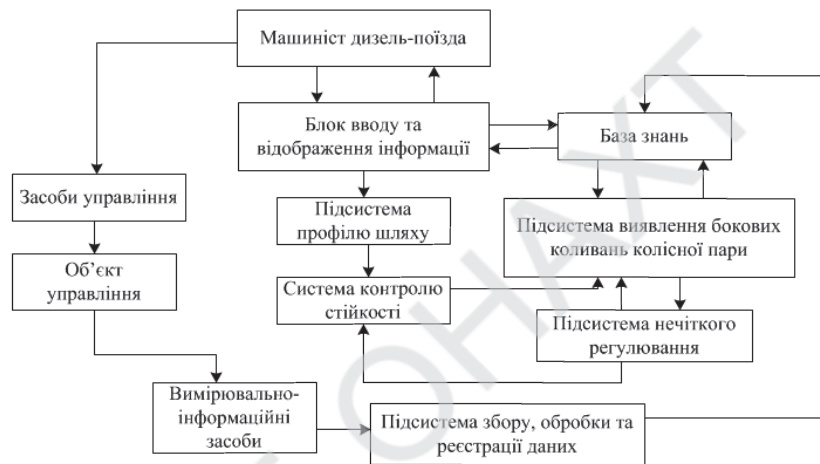 Машиніст дизель-поїзда
Блок вводу та
відображення інформації
База знань
Засоби управління
Підсистема
профілю шляху
Підсистема виявлення бокових
коливань колісної пари
Об’єкт
управління
Система контролю
стійкості
Підсистема нечіткого
регулювання
Вимірювально-
інформаційні
засоби
Підсистема збору, обробки та
реєстрації даних
ОНАХТ